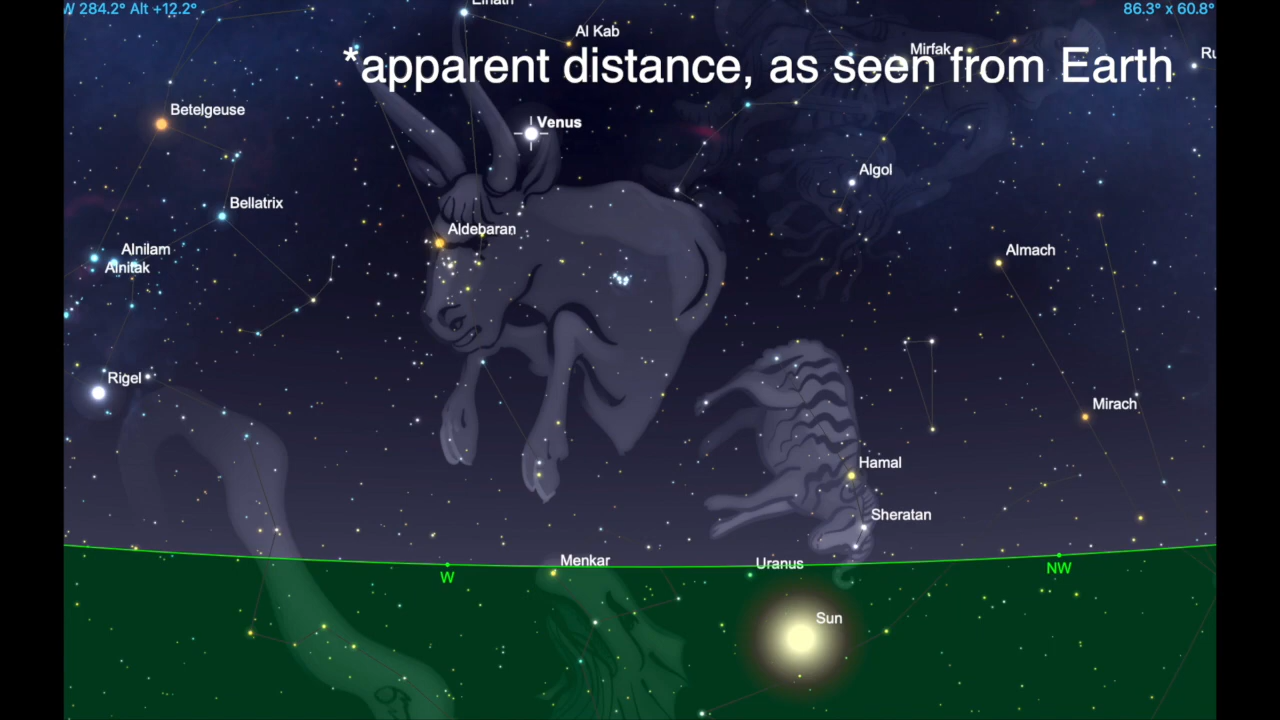 W 284.2° Alt +12.2°
86.3° x 60.8°
Elnath
Al Kab
Mirfak
*apparent distance, as seen from Earth
Betelgeuse
Venus
Algol
Bellatrix
Aldebaran
Alnilam
Almach
Alnitak
Rigel
Mirach
Hamal
Sheratan
Menkar
Uranus
W
NW
Sun